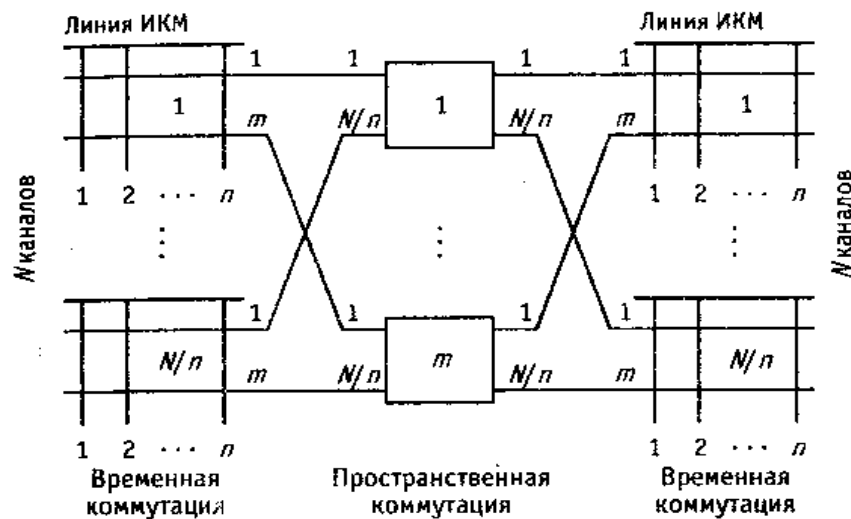 Линия ИКМ
Линия ИКМ
1 1 1 1
1 1 1
m N/n N/n m
1 2 ... n
1 2 ... n
N каналов
N каналов
1 1 1 1
N/n m N/n
m N/n N/n m
1 2 ... n
1 2 ... n
Временная коммутация
Пространственная коммутация
Временная коммутация